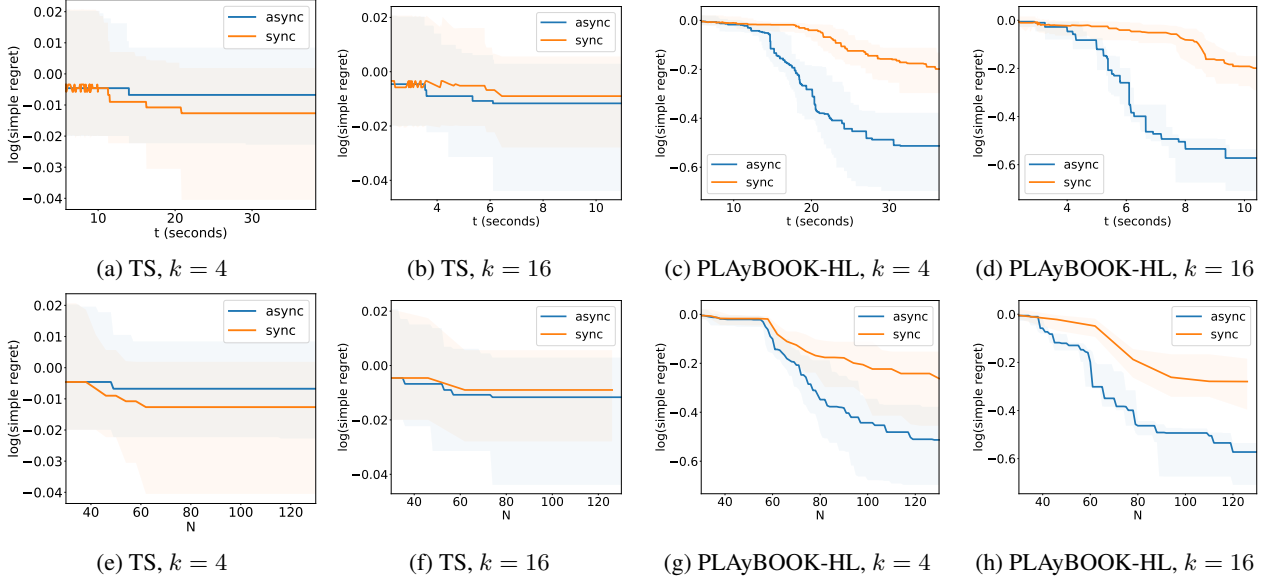 0.02
0.01
0.00
−0.01
−0.02
−0.03
−0.04
log(simple regret)
async
sync
10
20
30
t (seconds)
(a) TS, k = 4
0.02
0.00
−0.02
−0.04
log(simple regret)
async
sync
4
6
8
10
t (seconds)
(b) TS, k = 16
0.0
−0.2
−0.4
−0.6
log(simple regret)
async
sync
10
20
30
t (seconds)
(c) PLAyBOOK-HL, k = 4
0.0
−0.2
−0.4
−0.6
log(simple regret)
async
sync
4
6
8
10
t (seconds)
(d) PLAyBOOK-HL, k = 16
0.02
0.01
0.00
−0.01
−0.02
−0.03
−0.04
log(simple regret)
async
sync
40
60
80
100
120
N
(e) TS, k = 4
0.02
0.00
−0.02
−0.04
log(simple regret)
async
sync
40
60
80
100
120
N
(f) TS, k = 16
0.0
−0.2
−0.4
−0.6
log(simple regret)
async
sync
40
60
80
100
120
N
(g) PLAyBOOK-HL, k = 4
0.0
−0.2
−0.4
−0.6
log(simple regret)
async
sync
40
60
80
100
120
N
(h) PLAyBOOK-HL, k = 16